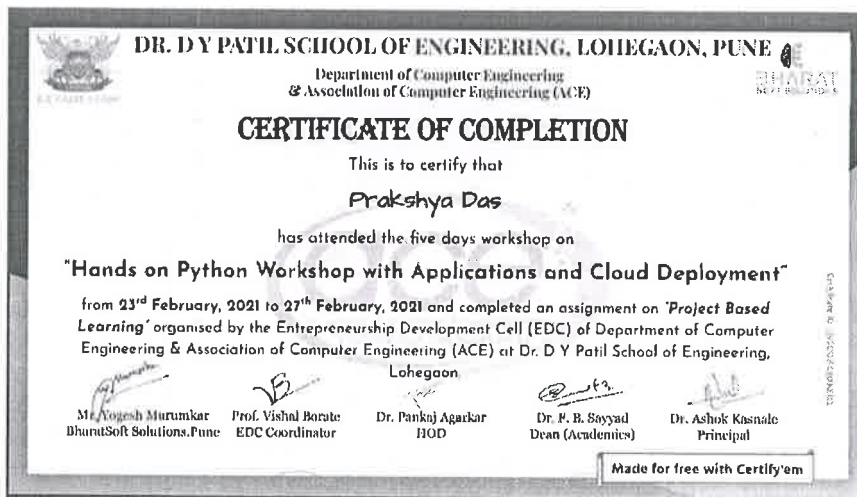 DR. D Y PATIL SCHOOL OF ENGINEERING, LOHEGAON, PUNE
BHARAT
Department of Computer Engineering
& Association of Computer Engineering (ACE)
CERTIFICATE OF COMPLETION
This is to certify that
Prakshya Das
has attended the five days workshop on
"Hands on Python Workshop with Applications and Cloud Deployment"
from 23rd February, 2021 to 27th February, 2021 and completed an assignment on 'Project Based
Learning' organised by the Entrepreneurship Development Cell (EDC) of Department of Computer
Engineering & Association of Computer Engineering (ACE) at Dr. D Y Patil School of Engineering,
Lohegaon
Mr. Yogesh Murumkar Prof. Vishal Borate Dr. Pankaj Agarkar Dr. F. B. Sayyad Dr. Ashok Kasnale
BharatSoft Solutions,Pune EDC Coordinator HOD Dean (Academics) Principal
Made for free with Certify'em